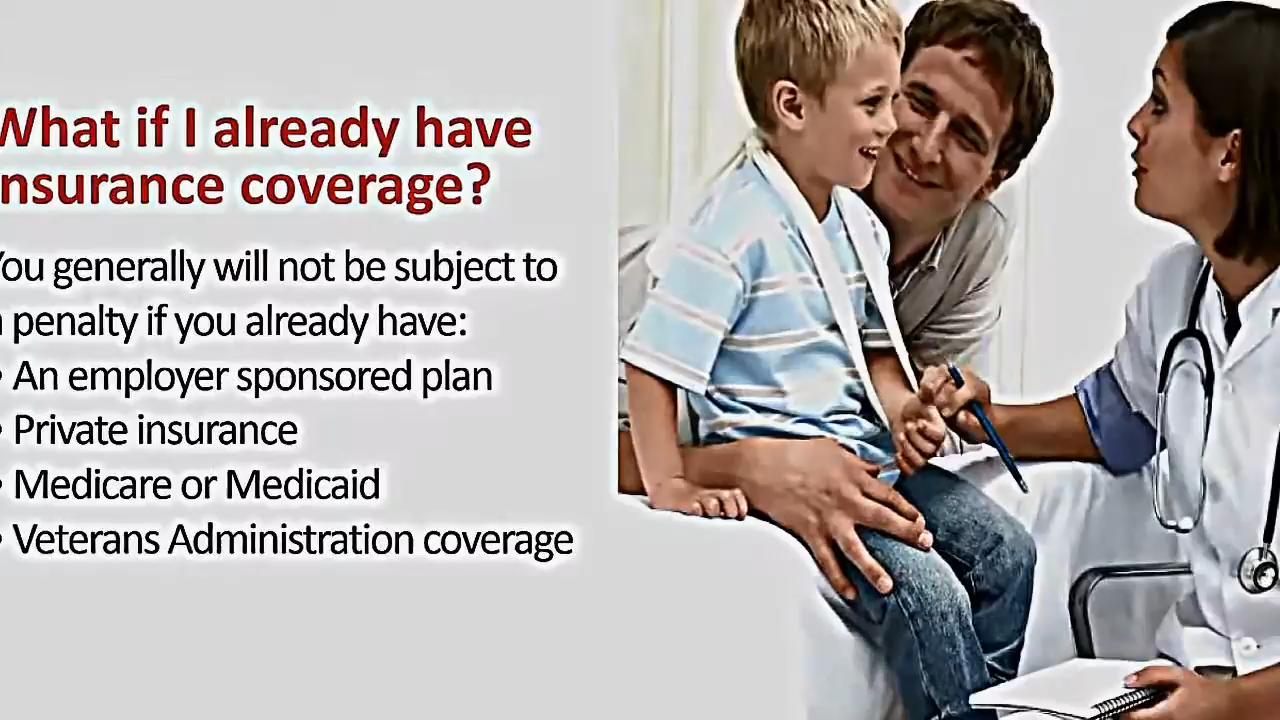 What if I already have
nsurance coverage?
You generally will not be subject to
penalty if you already have:
• An employer sponsored plan
• Private insurance
• Medicare or Medicaid
• Veterans Administration coverage